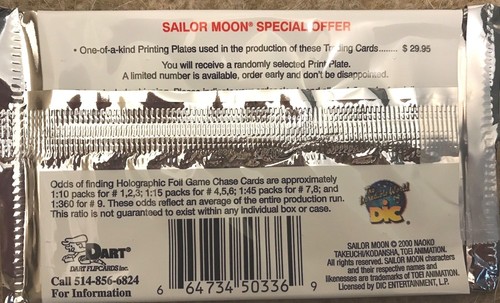 SAILOR MOON® SPECIAL OFFER
• One-of-a-kind Printing Plates used in the production of these Trading Cards........ $ 29.95
You will receive a randomly selected Print Plate.
A limited number is available, order early and don't be disappointed.
Odds of finding Holographic Foil Game Chase Cards are approximately
1:10 packs for # 1,2,3; 1:15 packs for # 4,5,6; 1:45 packs for # 7,8; and
1:360 for # 9. These odds reflect an average of the entire production run.
This ratio is not guaranteed to exist within any individual box or case.
DIC
DART®
DART FLIPCARDS Inc.
Call 514-856-6824
For Information
6 64734 50336 9
SAILOR MOON © 2000 NAOKO
TAKEUCHI/KODANSHA, TOEI ANIMATION.
All rights reserved. SAILOR MOON characters
and their respective names and
likenesses are trademarks of TOEI ANIMATION.
Licensed by DIC ENTERTAINMENT, L.P.